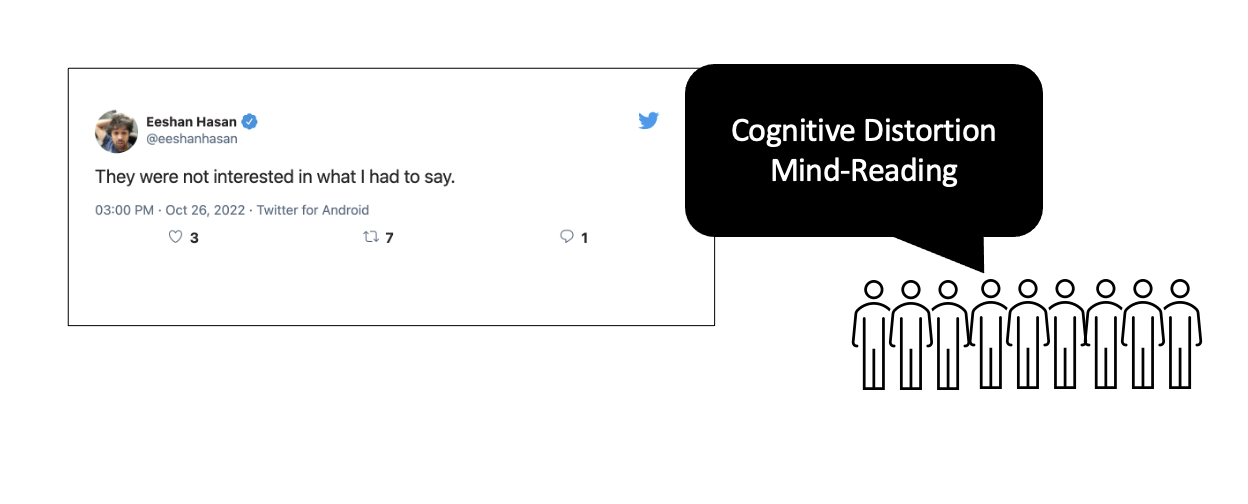 Eeshan Hasan
@eeshanhasan
They were not interested in what I had to say.
03:00 PM · Oct 26, 2022 · Twitter for Android
3 7 1
Cognitive Distortion
Mind-Reading